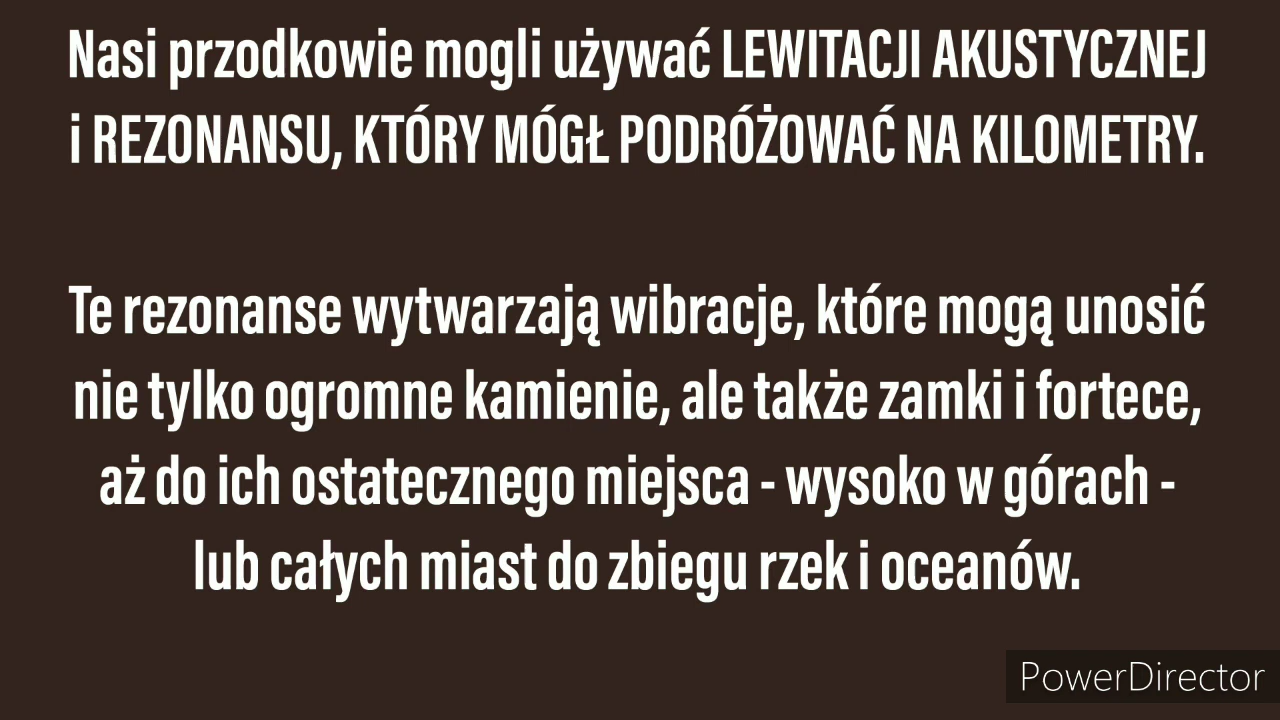 Nasi przodkowie mogli używać LEWITACJI AKUSTYCZNEJ
i REZONANSU, KTÓRY MÓGŁ PODRÓŻOWAĆ NA KILOMETRY.
Te rezonanse wytwarzają wibracje, które mogą unosić
nie tylko ogromne kamienie, ale także zamki i fortece,
aż do ich ostatecznego miejsca - wysoko w górach -
lub całych miast do zbiegu rzek i oceanów.
PowerDirector